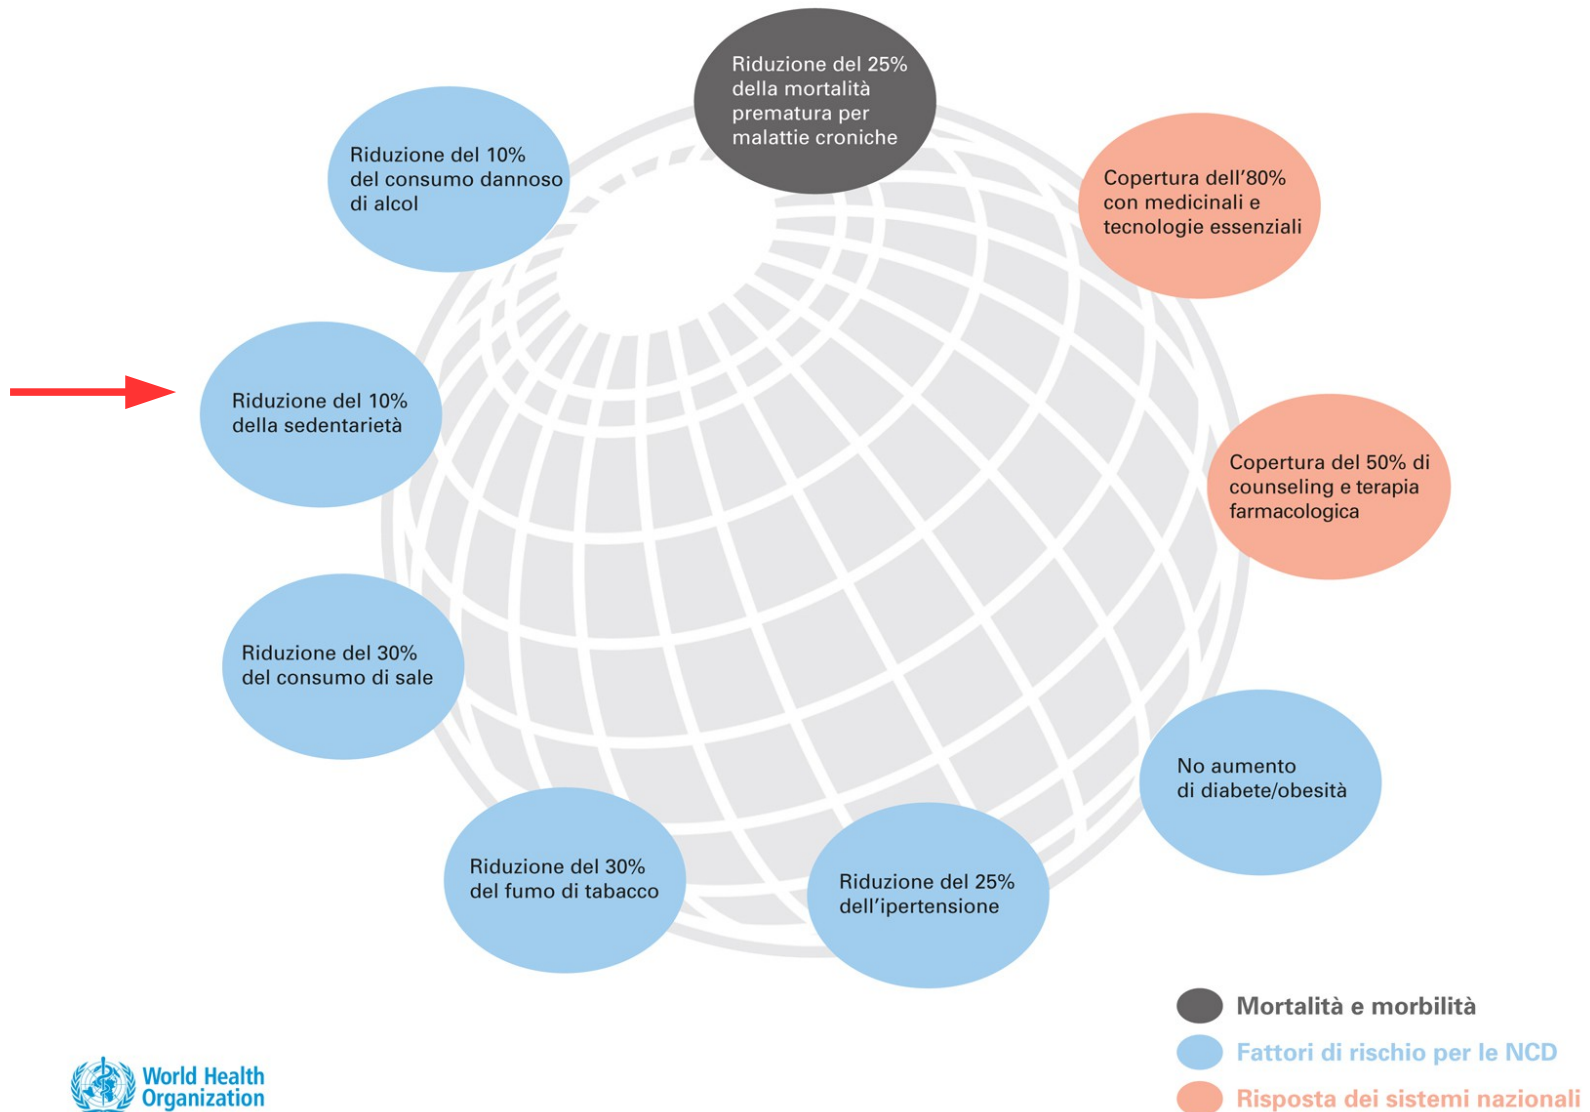 Riduzione del 25%
della mortalità
prematura per
malattie croniche
Riduzione del 10%
del consumo dannoso
di alcol
Copertura dell'80%
con medicinali e
tecnologie essenziali
Riduzione del 10%
della sedentarietà
Copertura del 50% di
counseling e terapia
farmacologica
Riduzione del 30%
del consumo di sale
No aumento
di diabete/obesità
Riduzione del 30%
del fumo di tabacco
Riduzione del 25%
dell'ipertensione
Mortalità e morbilità
Fattori di rischio per le NCD
Risposta dei sistemi nazionali
World Health
Organization